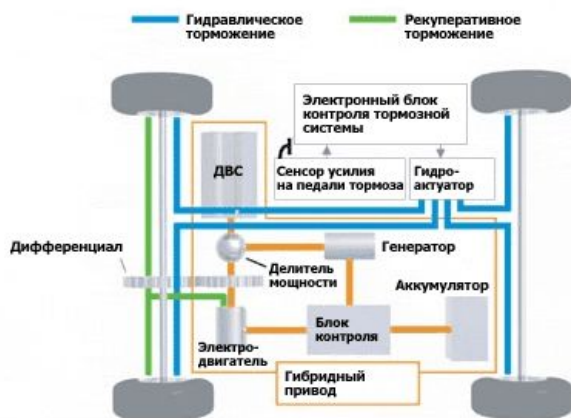 Гидравлическое
торможение
Рекуперативное
торможение
Электронный блок
контроля тормозной
системы
ДВС
Сенсор усилия
на педали тормоза
Гидро-
актуатор
Дифференциал
Генератор
Делитель
мощности
Аккумулятор
Блок
контроля
Электро-
двигатель
Гибридный
привод